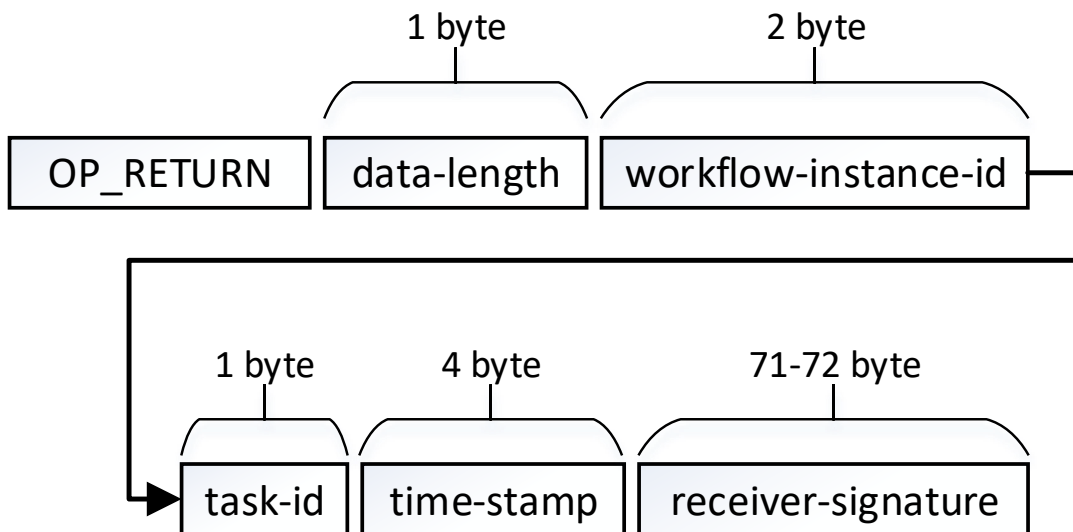 1 byte 2 byte
OP_RETURN data-length workflow-instance-id
1 byte 4 byte 71-72 byte
task-id time-stamp receiver-signature